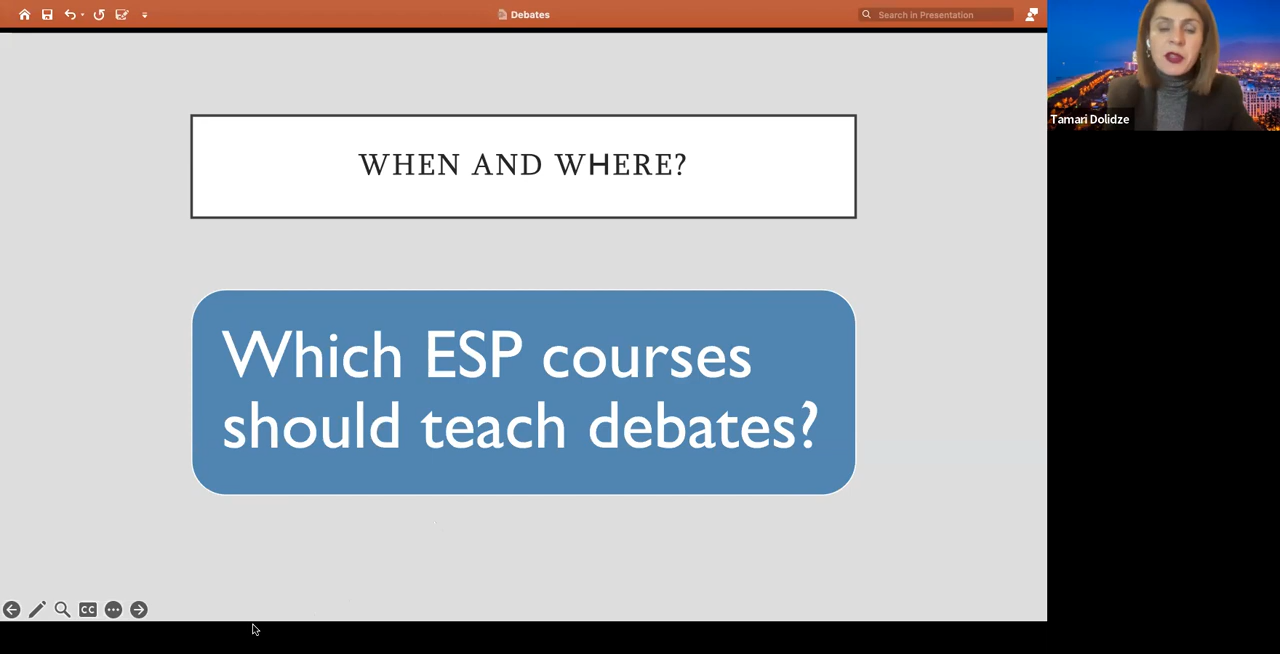 Debates
Search in Presentation
Tamari Dolidze
WHEN AND WHERE?
Which ESP courses
should teach debates?
CC